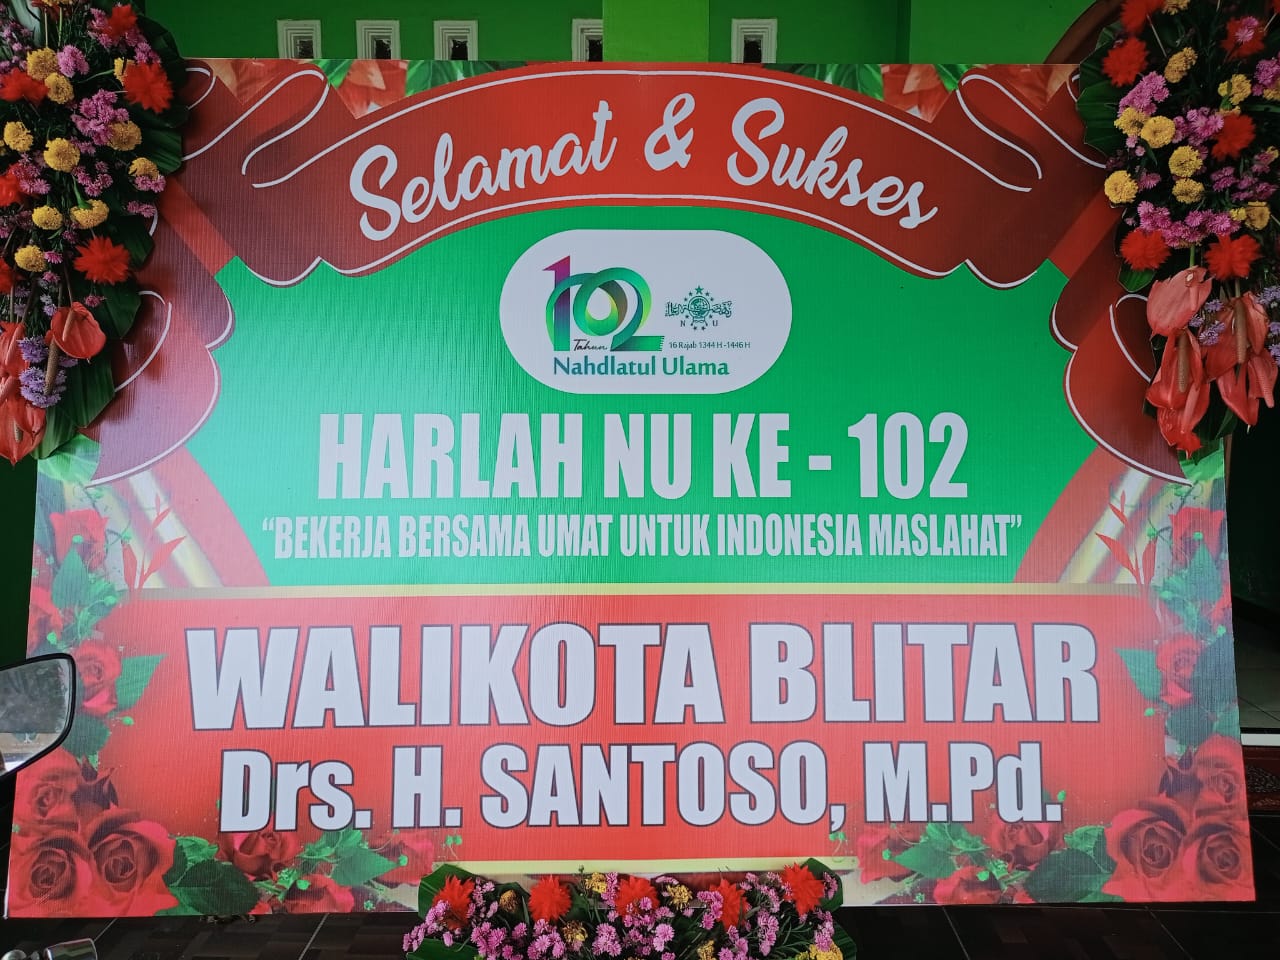 Selamat & Sukses
102
Tahun
N U
16 Rajab 1344 H -1446 H
Nahdlatul Ulama
HARLAH NU KE - 102
“BEKERJA BERSAMA UMAT UNTUK INDONESIA MASLAHAT”
WALIKOTA BLITAR
Drs. H. SANTOSO, M.Pd.